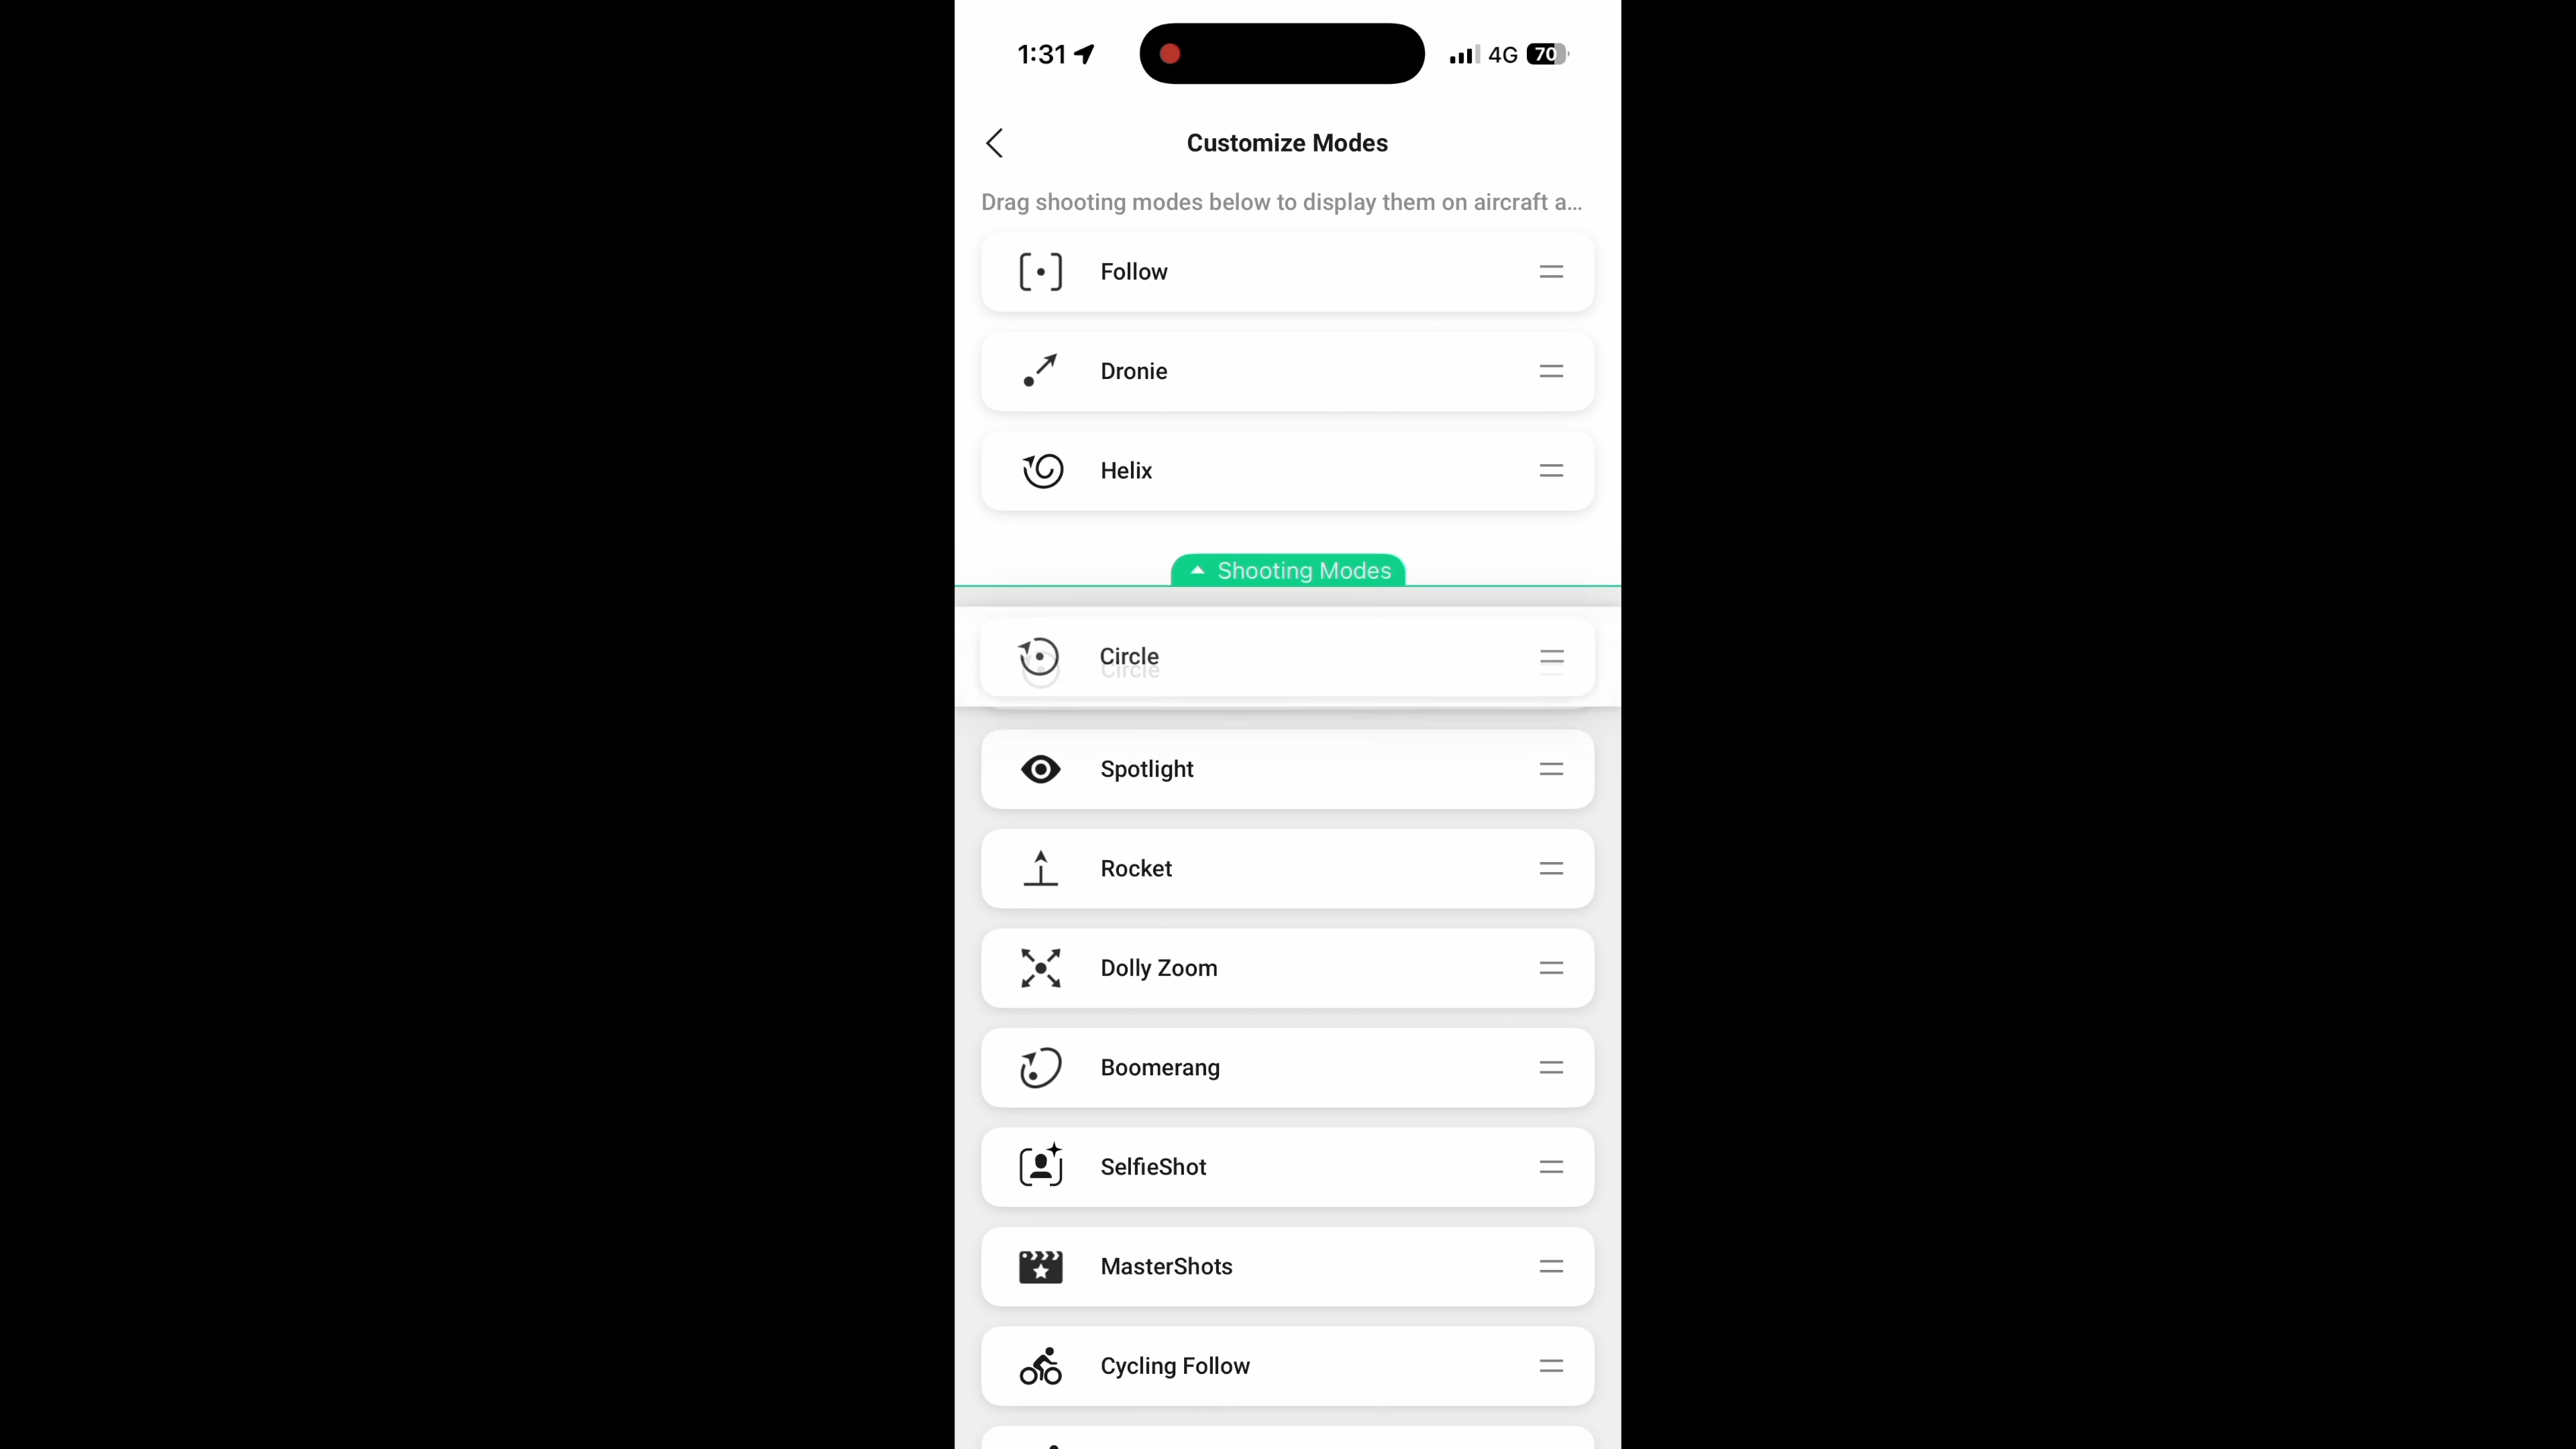 1:31 4G 70
Customize Modes
Drag shooting modes below to display them on aircraft a...
Follow
Dronie
Helix
Shooting Modes
Circle
Circle
Spotlight
Rocket
Dolly Zoom
Boomerang
SelfieShot
MasterShots
Cycling Follow